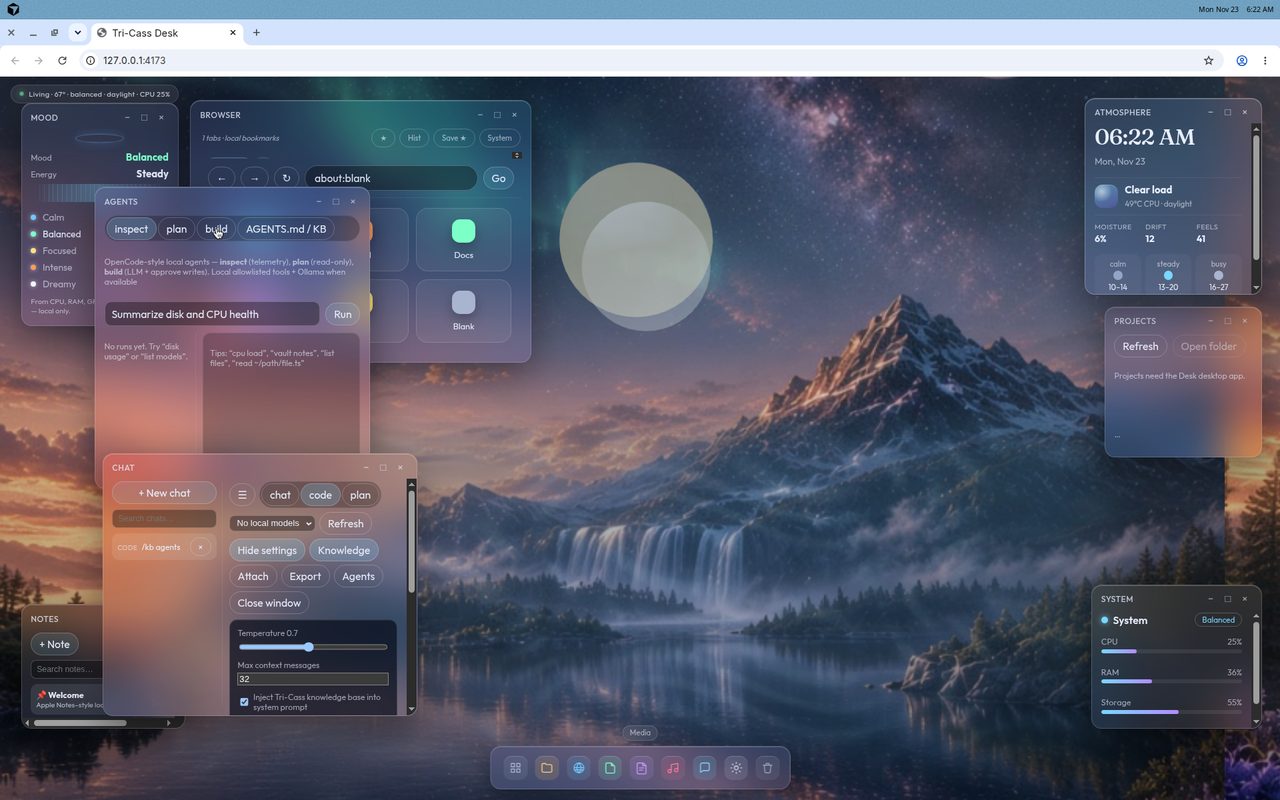 Mon Nov 23 6:22 AM
Tri-Cass Desk
127.0.0.1:4173
Living · 67° · balanced · daylight · CPU 25%
MOOD
Mood Balanced
Energy Steady
Calm
Balanced
Focused
Intense
Dreamy
From CPU, RAM,
— local only.
BROWSER
1 tabs · local bookmarks
★ Hist Save ★ System
← → ↻ about:blank Go
Docs
Blank
AGENTS
inspect plan build AGENTS.md / KB
OpenCode-style local agents — inspect (telemetry), plan (read-only),
build (LLM + approve writes). Local allowlisted tools + Ollama when
available
Summarize disk and CPU health Run
No runs yet. Try "disk
usage" or "list models".
Tips: "cpu load", "vault notes", "list
files", "read ~/path/file.ts"
CHAT
+ New chat
Search chats...
CODE /kb agents ×
☰ chat code plan
No local models Refresh
Hide settings Knowledge
Attach Export Agents
Close window
Temperature 0.7
Max context messages
32
Inject Tri-Cass knowledge base into
system prompt
NOTES
+ Note
Search notes...
📌 Welcome
Apple Notes-style
ATMOSPHERE
06:22 AM
Mon, Nov 23
Clear load
49°C CPU · daylight
MOISTURE DRIFT FEELS
6% 12 41
calm steady busy
10–14 13–20 16–27
PROJECTS
Refresh Open folder
Projects need the Desk desktop app.
...
SYSTEM
System Balanced
CPU 25%
RAM 36%
Storage 55%
Media